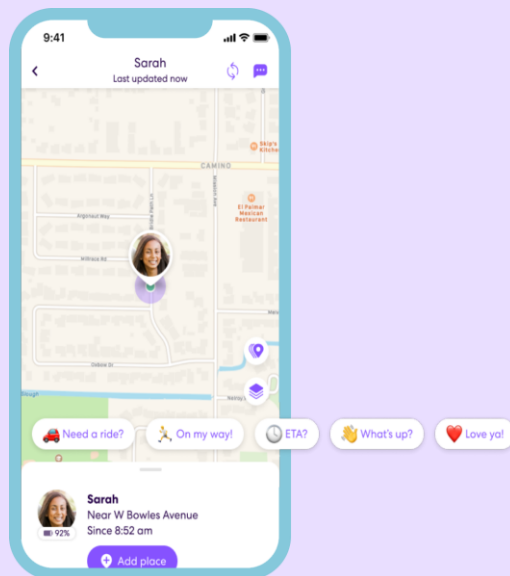 9:41
Sarah
Last updated now
Skip's
Kitchen
CAMINO
El Palmar
Mexican
Restaurant
Argonaut Way
Willrose Rd
Oxbow Dr
Need a ride?
On my way!
ETA?
What's up?
Love ya!
Sarah
Near W Bowles Avenue
92%
Since 8:52 am
Add place